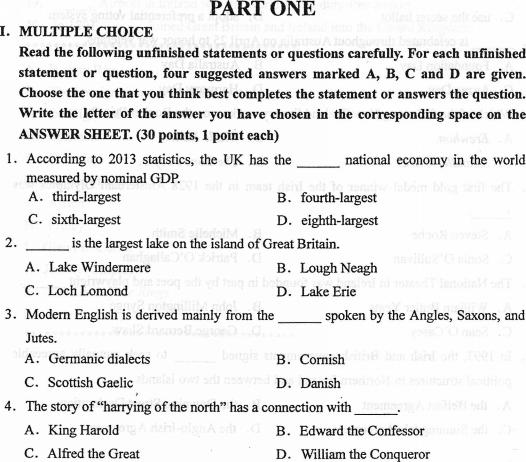 PART ONE
I. MULTIPLE CHOICE
Read the following unfinished statements or questions carefully. For each unfinished
statement or question, four suggested answers marked A, B, C and D are given.
Choose the one that you think best completes the statement or answers the question.
Write the letter of the answer you have chosen in the corresponding space on the
ANSWER SHEET. (30 points, 1 point each)
1. According to 2013 statistics, the UK has the ______ national economy in the world
measured by nominal GDP.
A. third-largest B. fourth-largest
C. sixth-largest D. eighth-largest
2. ______ is the largest lake on the island of Great Britain.
A. Lake Windermere B. Lough Neagh
C. Loch Lomond D. Lake Erie
3. Modern English is derived mainly from the ______ spoken by the Angles, Saxons, and
Jutes.
A. Germanic dialects B. Cornish
C. Scottish Gaelic D. Danish
4. The story of “harrying of the north” has a connection with ______.
A. King Harold B. Edward the Confessor
C. Alfred the Great D. William the Conqueror